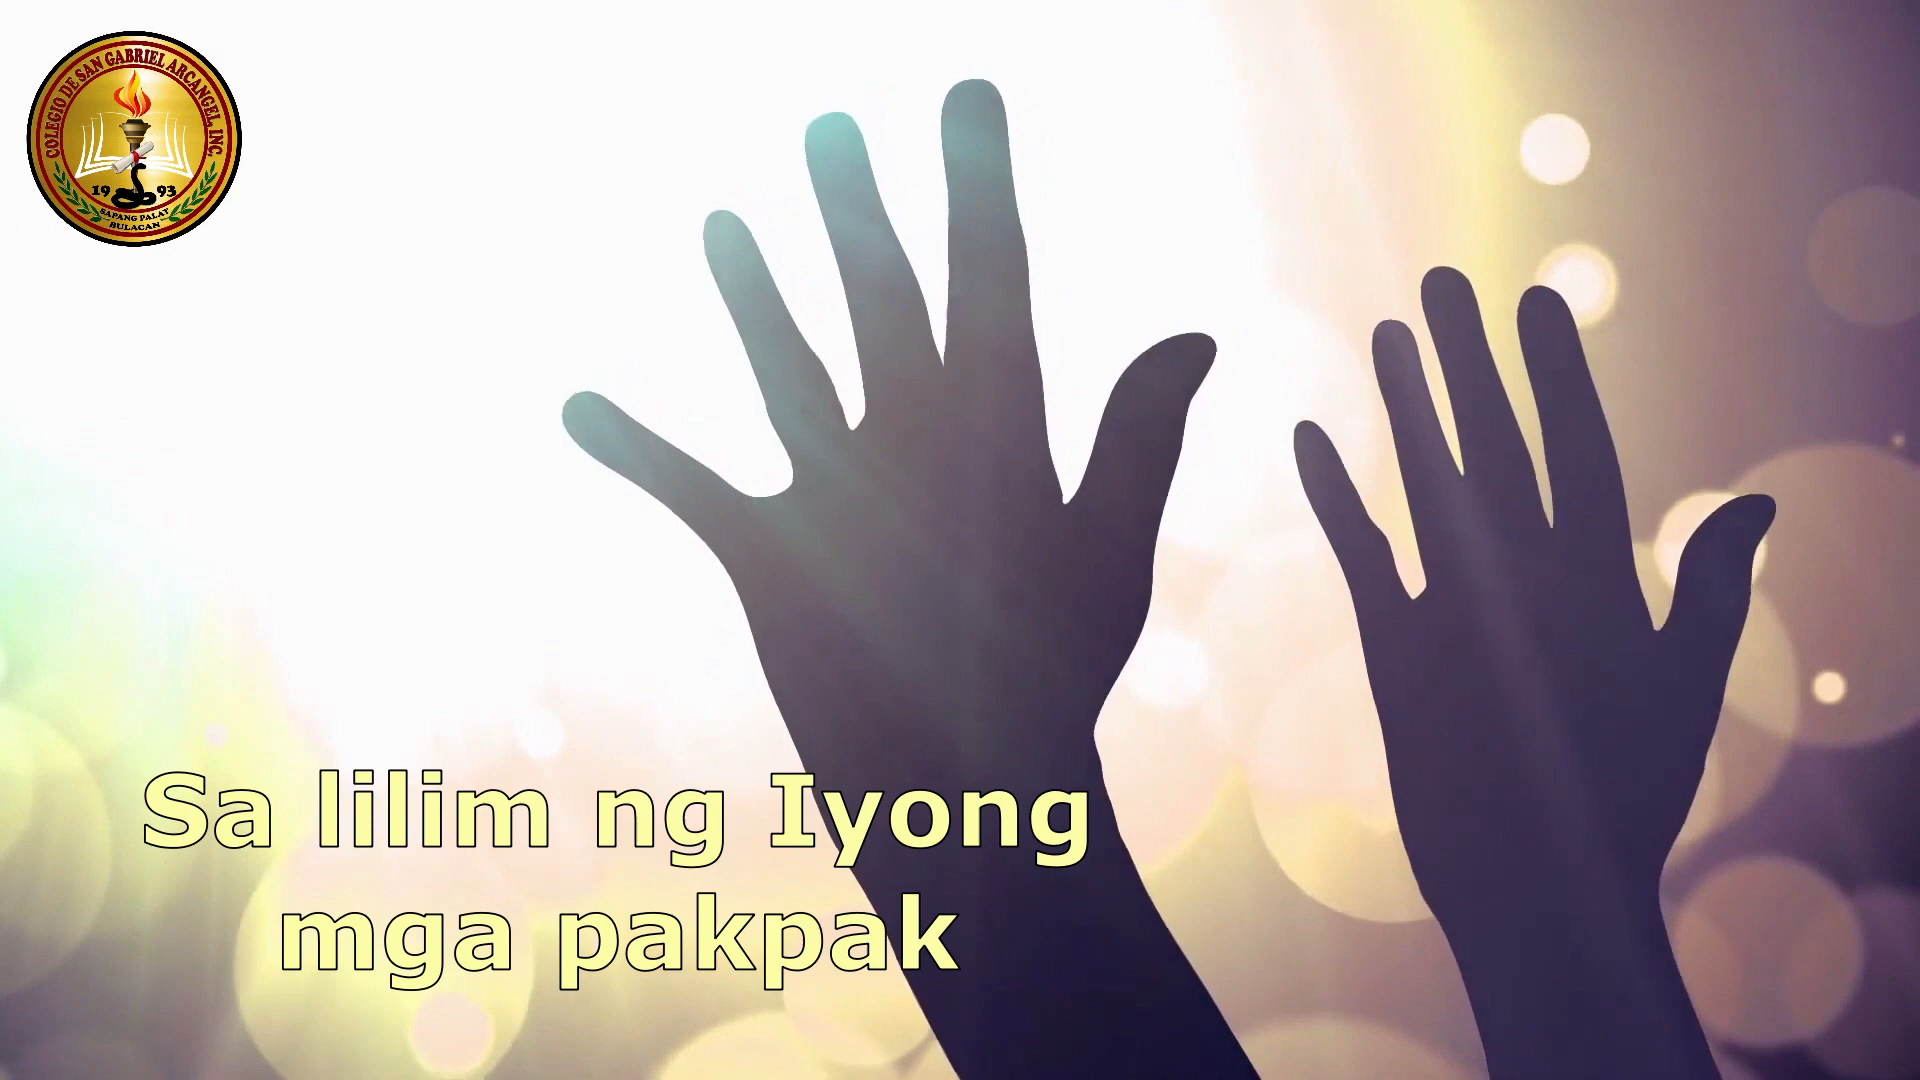 COLEGIO DE SAN GABRIEL ARCANGEL, INC.
19 93
SAPANG PALAY
BULACAN
Sa lilim ng Iyong
mga pakpak